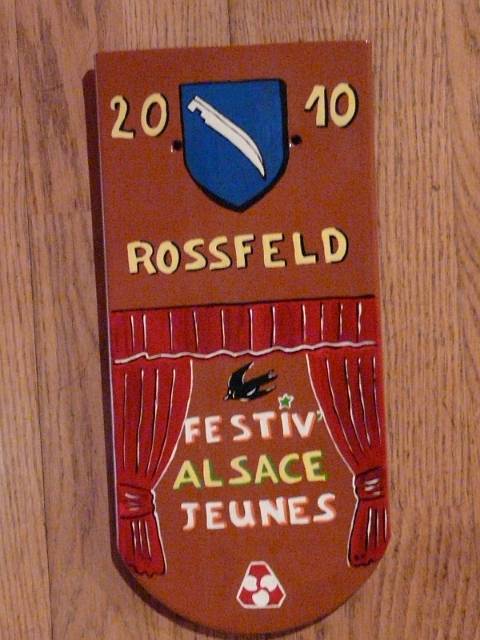 20 10
ROSSFELD
FESTIV'
ALSACE
JEUNES